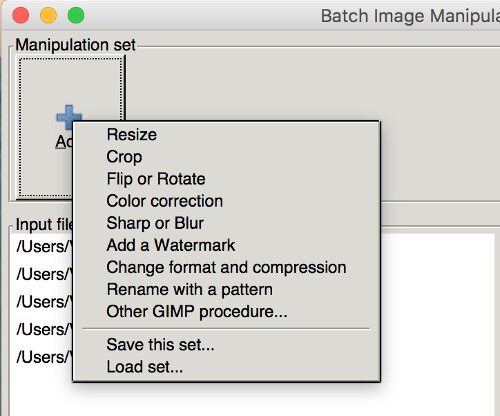 Batch Image Manipula
Manipulation set
Ad
Resize
Crop
Flip or Rotate
Color correction
Sharp or Blur
Add a Watermark
Change format and compression
Rename with a pattern
Other GIMP procedure...
Save this set...
Load set...
Input file
/Users/
/Users/
/Users/
/Users/
/Users/